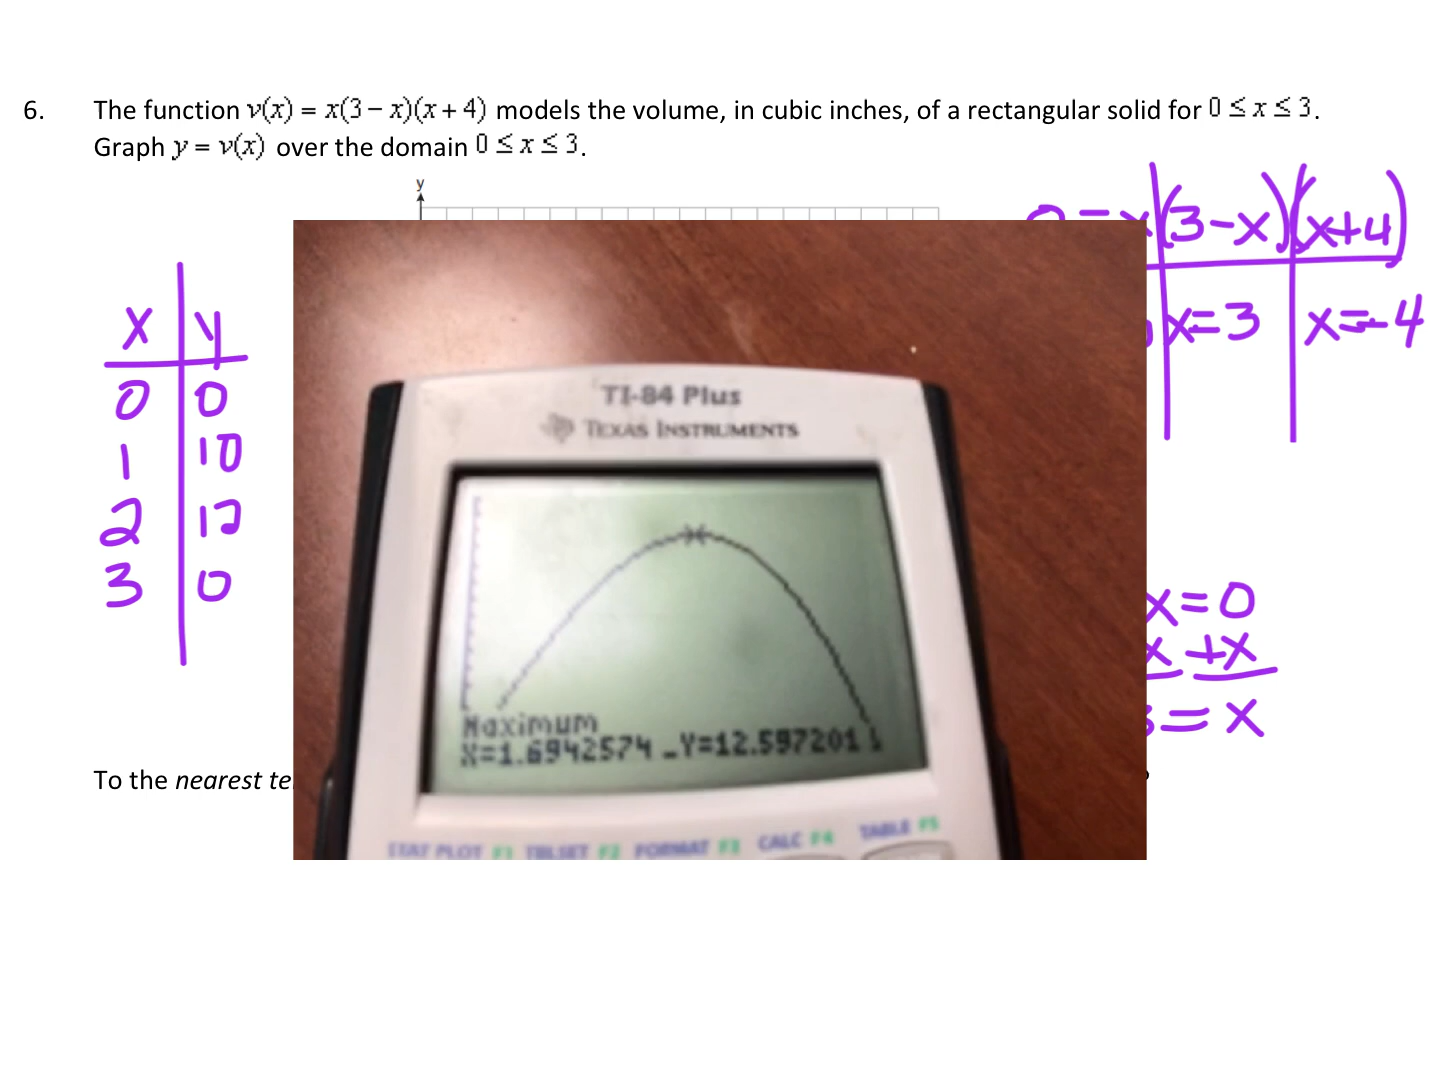 6. The function v(x) = x(3 − x)(x + 4) models the volume, in cubic inches, of a rectangular solid for 0 ≤ x ≤ 3.
Graph y = v(x) over the domain 0 ≤ x ≤ 3.
y
(3-x)(x+4)
x=3 x=-4
x y
0 0
1 10
2 12
3 0
TI-84 Plus
TEXAS INSTRUMENTS
Maximum
X=1.6942574 Y=12.597201
x=0
x +x
3=x
To the nearest te
STAT PLOT F1 TBLSET F2 FORMAT F3 CALC F4 TABLE F5